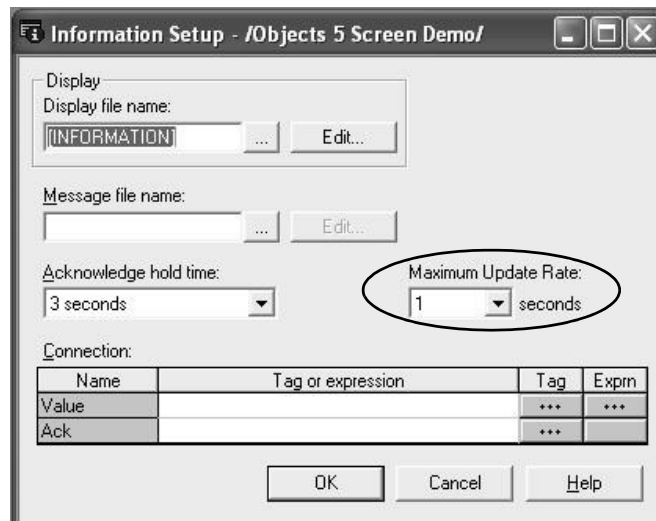 Information Setup - /Objects 5 Screen Demo/
Display
Display file name:
[INFORMATION] ... Edit...
Message file name:
... Edit...
Acknowledge hold time: Maximum Update Rate:
3 seconds 1 seconds
Connection:
Name Tag or expression Tag Exprn
Value ... ...
Ack ...
OK Cancel Help